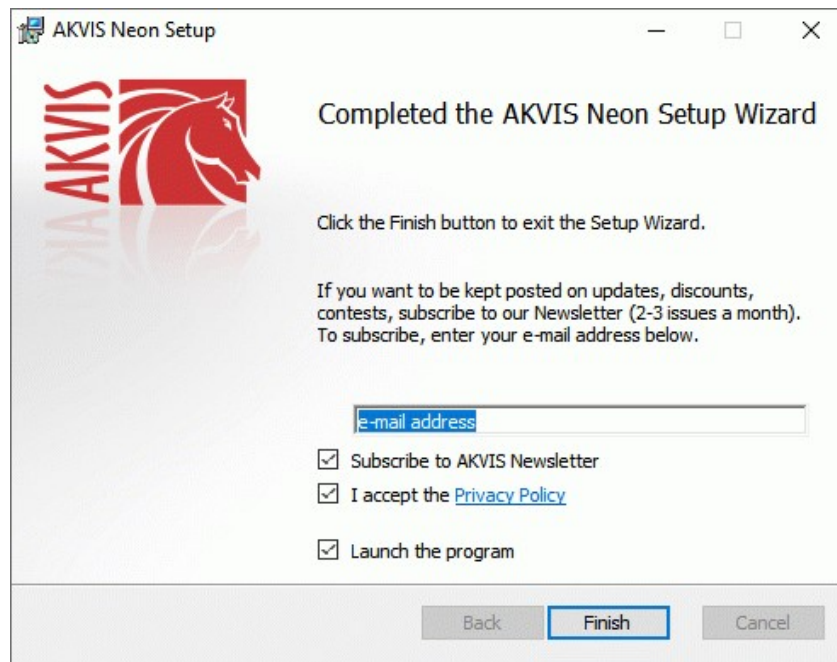 AKVIS Neon Setup
AKVIS
Completed the AKVIS Neon Setup Wizard
Click the Finish button to exit the Setup Wizard.
If you want to be kept posted on updates, discounts,
contests, subscribe to our Newsletter (2-3 issues a month).
To subscribe, enter your e-mail address below.
e-mail address
Subscribe to AKVIS Newsletter
I accept the Privacy Policy
Launch the program
Back
Finish
Cancel